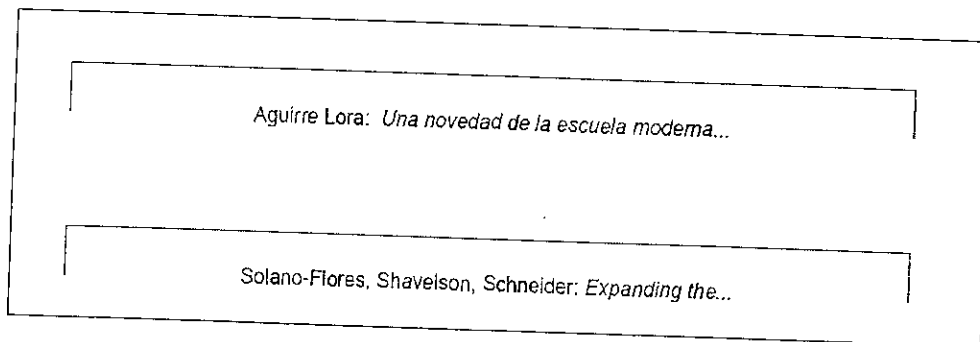 Aguirre Lora: Una novedad de la escuela moderna...
Solano-Flores, Shavelson, Schneider: Expanding the...